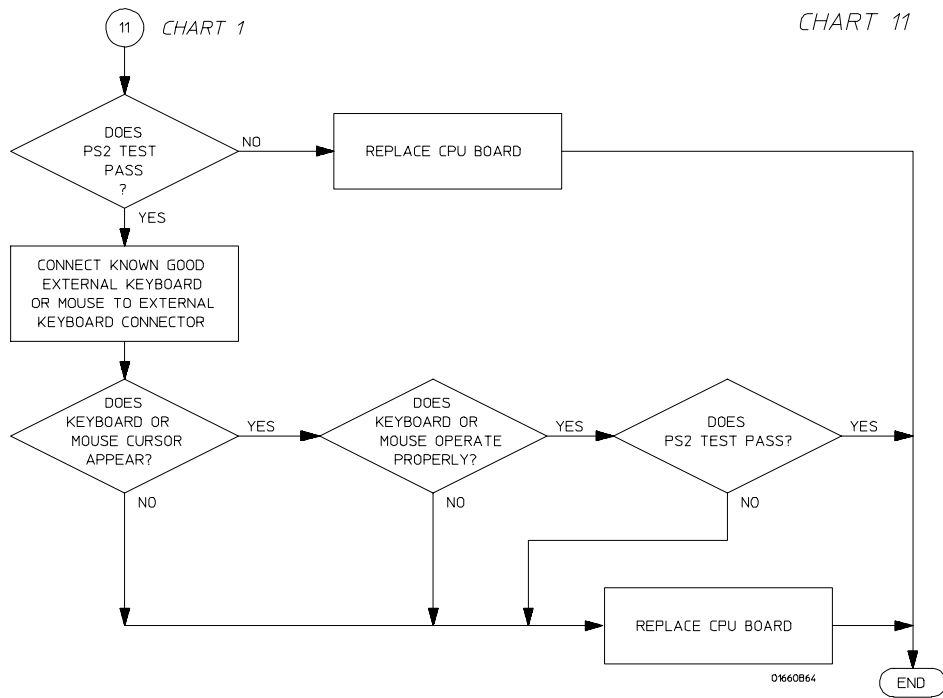 11
CHART 1
CHART 11
DOES
PS2 TEST
PASS
?
NO
REPLACE CPU BOARD
YES
CONNECT KNOWN GOOD
EXTERNAL KEYBOARD
OR MOUSE TO EXTERNAL
KEYBOARD CONNECTOR
DOES
KEYBOARD OR
MOUSE CURSOR
APPEAR?
YES
NO
DOES
KEYBOARD OR
MOUSE OPERATE
PROPERLY?
YES
NO
DOES
PS2 TEST PASS?
YES
NO
REPLACE CPU BOARD
01660B64
END